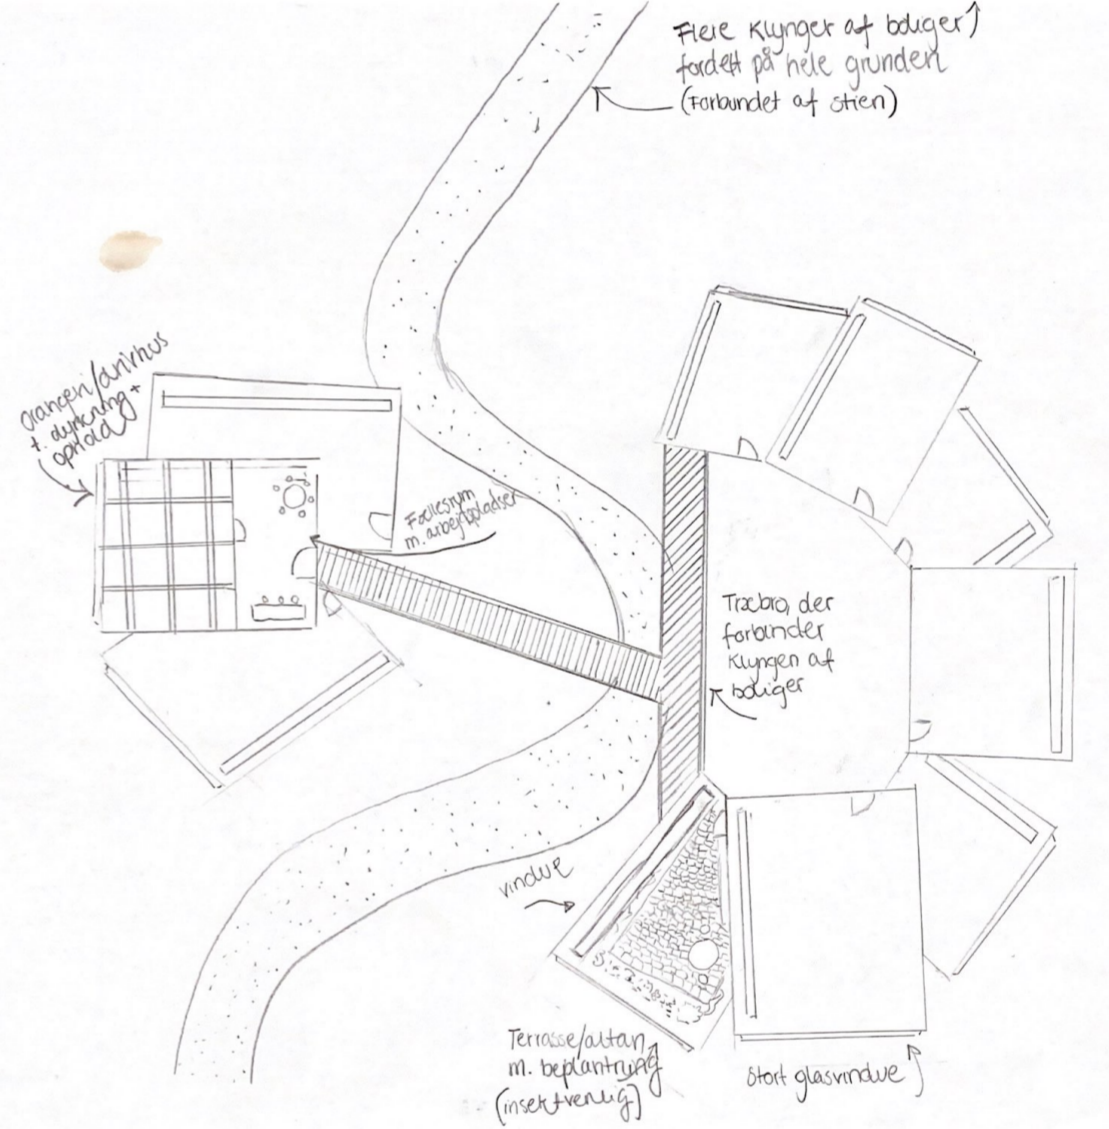 Flere klynger af boliger
fordelt på hele grunden
(Forbundet af stien)
Orangeri/drivhus
t. dyrkning +
ophold
Fællesrum
m. arbejdspladser
Træbro, der
forbinder
klyngen af
boliger
vindue
Terrasse/altan
m. beplantning
(insektvenlig)
Stort glasvindue